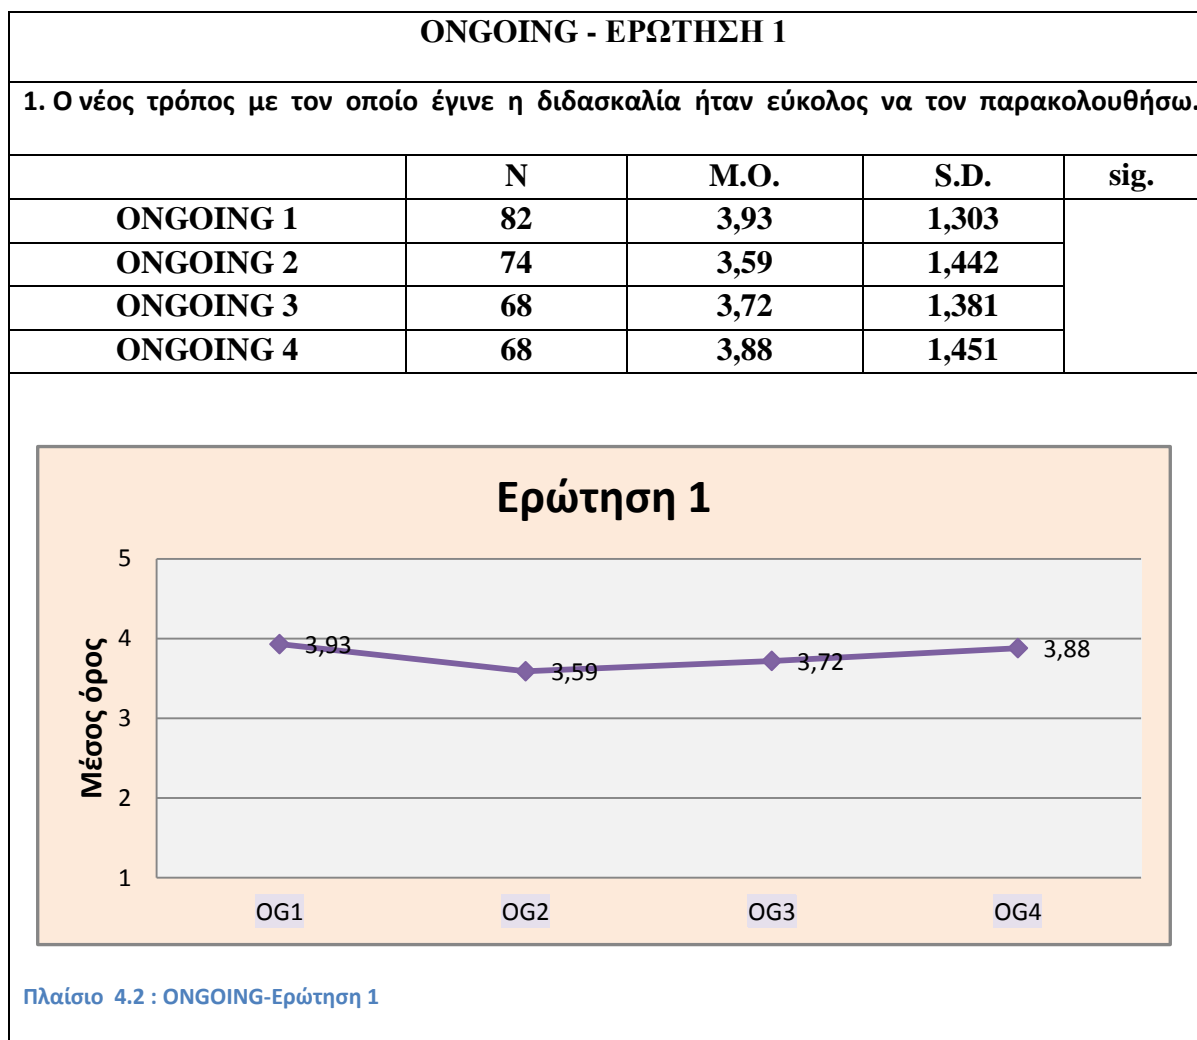 ONGOING - ΕΡΩΤΗΣΗ 1
1. Ο νέος τρόπος με τον οποίο έγινε η διδασκαλία ήταν εύκολος να τον παρακολουθήσω.
N M.O. S.D. sig.
ONGOING 1 82 3,93 1,303
ONGOING 2 74 3,59 1,442
ONGOING 3 68 3,72 1,381
ONGOING 4 68 3,88 1,451
Ερώτηση 1
Μέσος όρος
5
4
3
2
1
3,93
3,59
3,72
3,88
OG1 OG2 OG3 OG4
Πλαίσιο 4.2 : ONGOING-Ερώτηση 1